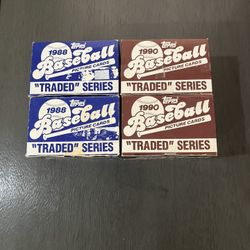 1988 Topps
Baseball
PICTURE CARDS
"TRADED" SERIES
1990 Topps
Baseball
PICTURE CARDS
"TRADED" SERIES
1988 Topps
Baseball
PICTURE CARDS
"TRADED" SERIES
1990 Topps
Baseball
PICTURE CARDS
"TRADED" SERIES